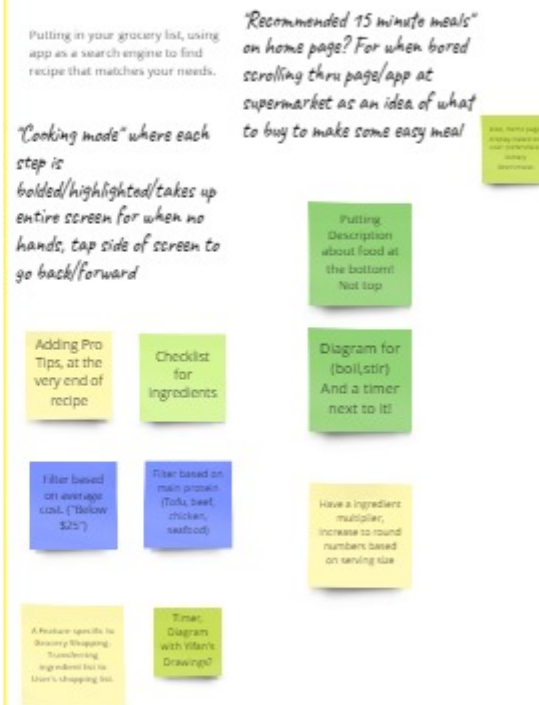 Putting in your grocery list, using
app as a search engine to find
recipe that matches your needs.
"Recommended 15 minute meals"
on home page? For when bored
scrolling thru page/app at
supermarket as an idea of what
to buy to make some easy meal
"Cooking mode" where each
step is
bolded/highlighted/takes up
entire screen for when no
hands, tap side of screen to
go back/forward
Putting
Description
about food at
the bottom!
Not top
Adding Pro
Tips, at the
very end of
recipe
Checklist
for
ingredients
Diagram for
(boil,stir)
And a timer
next to it!
Filter based
on average
cost. ("Below
$25")
Filter based on
main protein
(Tofu, beef,
chicken,
seafood)
Have a ingredient
multiplier,
increase to round
numbers based
on serving size
A Feature specific to
Grocery Shopping.
Transferring
ingredient list to
User's shopping list.
Timer,
Diagram
with Yifan's
Drawings?